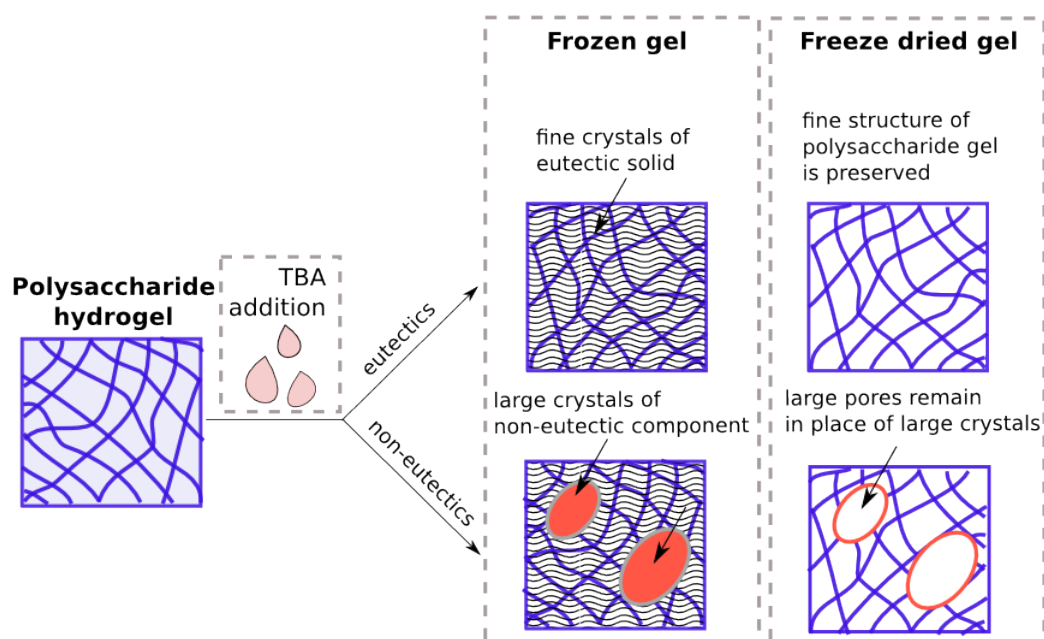 Polysaccharide
hydrogel
TBA
addition
eutectics
non-eutectics
Frozen gel
fine crystals of
eutectic solid
large crystals of
non-eutectic component
Freeze dried gel
fine structure of
polysaccharide gel
is preserved
large pores remain
in place of large crystals